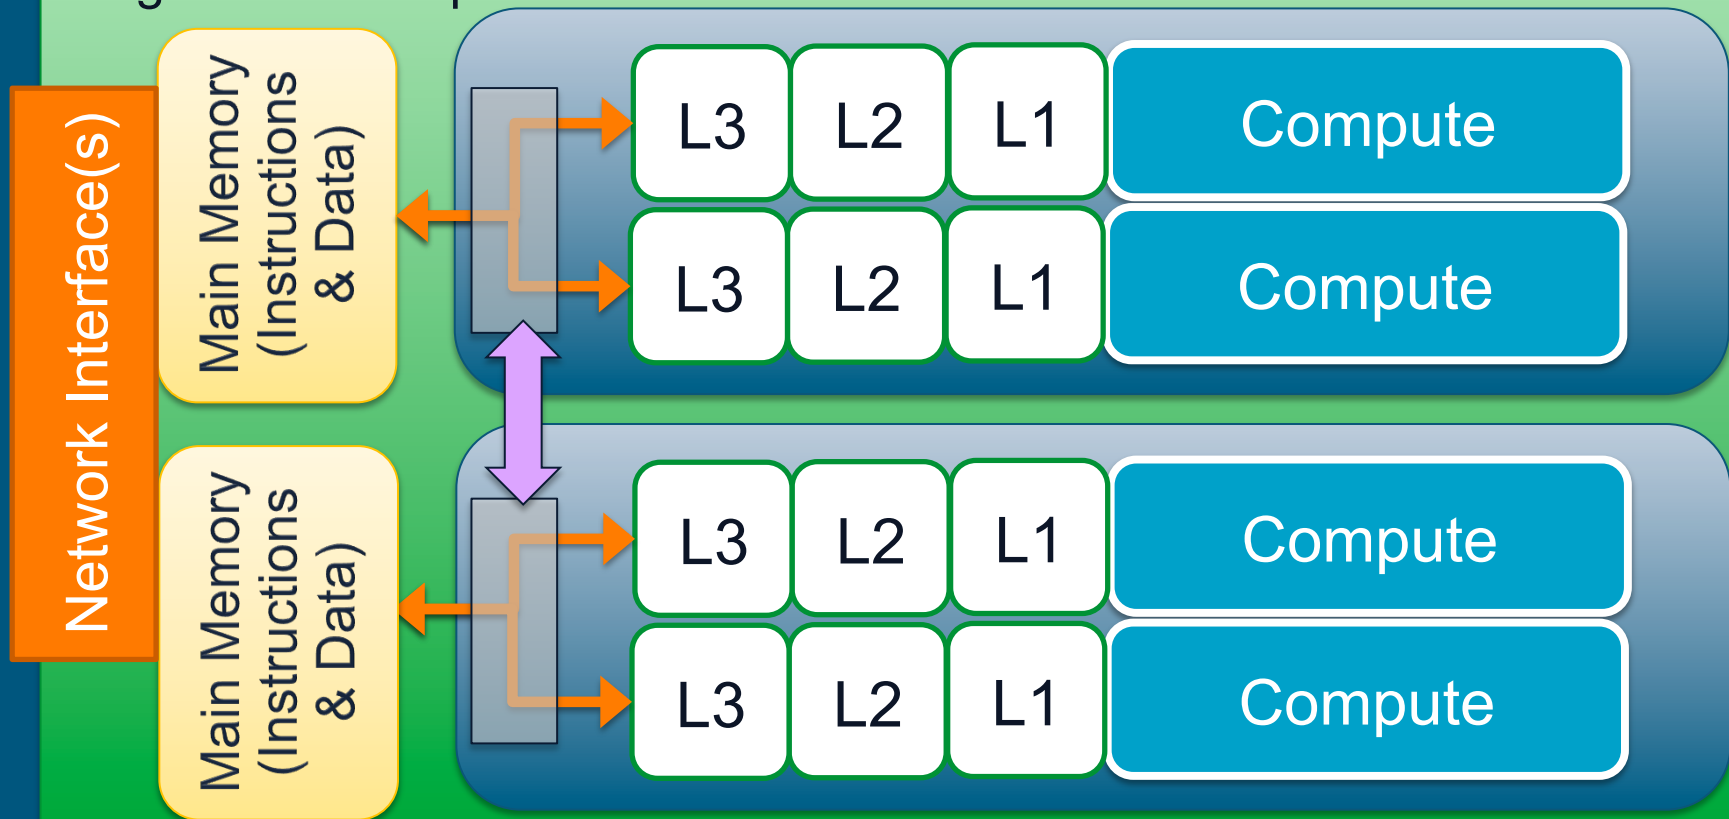 Network Interface(s)
Main Memory
(Instructions
& Data)
L3 L2 L1 Compute
L3 L2 L1 Compute
Main Memory
(Instructions
& Data)
L3 L2 L1 Compute
L3 L2 L1 Compute